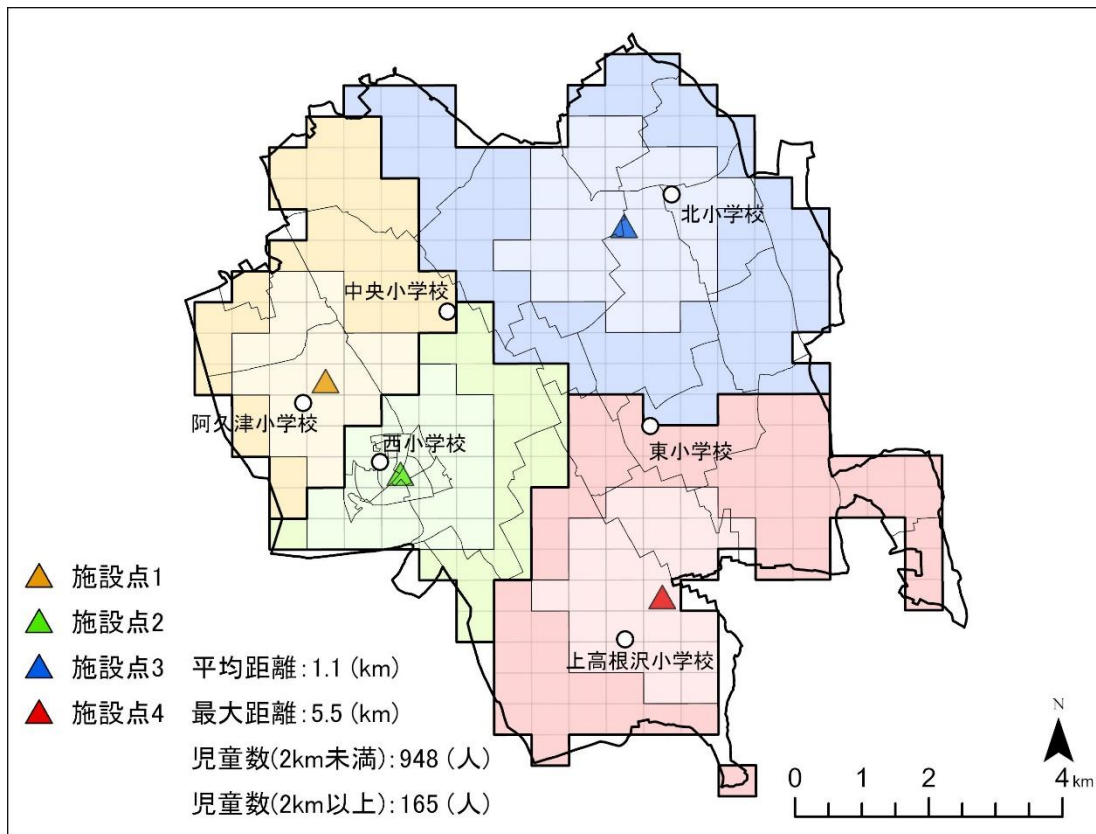 北小学校
中央小学校
阿久津小学校
西小学校
東小学校
上高根沢小学校
施設点1
施設点2
施設点3 平均距離:1.1 (km)
施設点4 最大距離:5.5 (km)
児童数(2km未満):948 (人)
児童数(2km以上):165 (人)
N
0 1 2 4 km